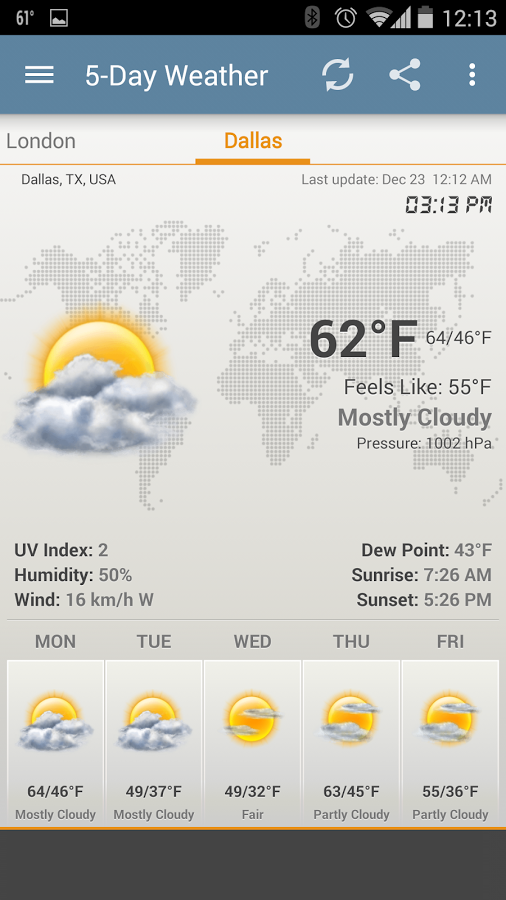 61° 12:13
5-Day Weather
London Dallas
Dallas, TX, USA Last update: Dec 23 12:12 AM
03:13 PM
62°F 64/46°F
Feels Like: 55°F
Mostly Cloudy
Pressure: 1002 hPa
UV Index: 2 Dew Point: 43°F
Humidity: 50% Sunrise: 7:26 AM
Wind: 16 km/h W Sunset: 5:26 PM
MON TUE WED THU FRI
64/46°F 49/37°F 49/32°F 63/45°F 55/36°F
Mostly Cloudy Mostly Cloudy Fair Partly Cloudy Partly Cloudy